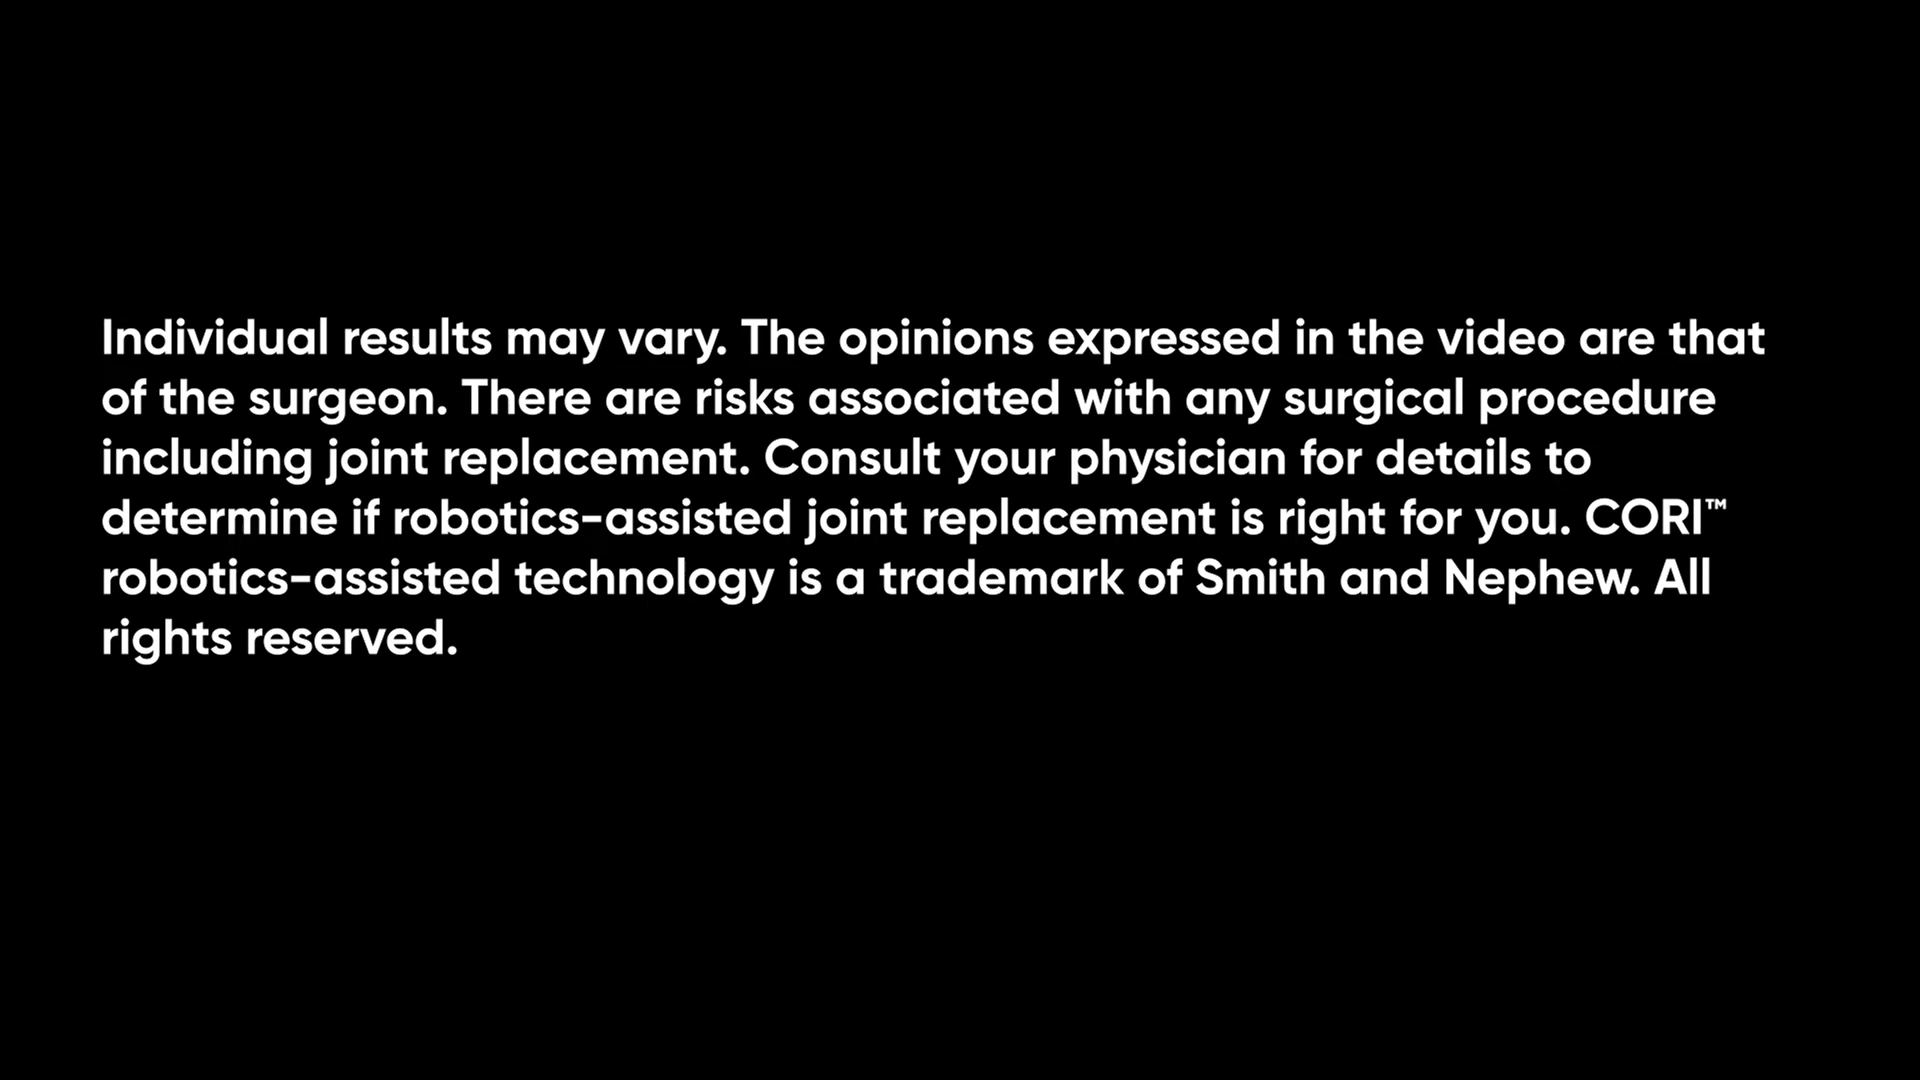 Individual results may vary. The opinions expressed in the video are that
of the surgeon. There are risks associated with any surgical procedure
including joint replacement. Consult your physician for details to
determine if robotics-assisted joint replacement is right for you. CORI™
robotics-assisted technology is a trademark of Smith and Nephew. All
rights reserved.